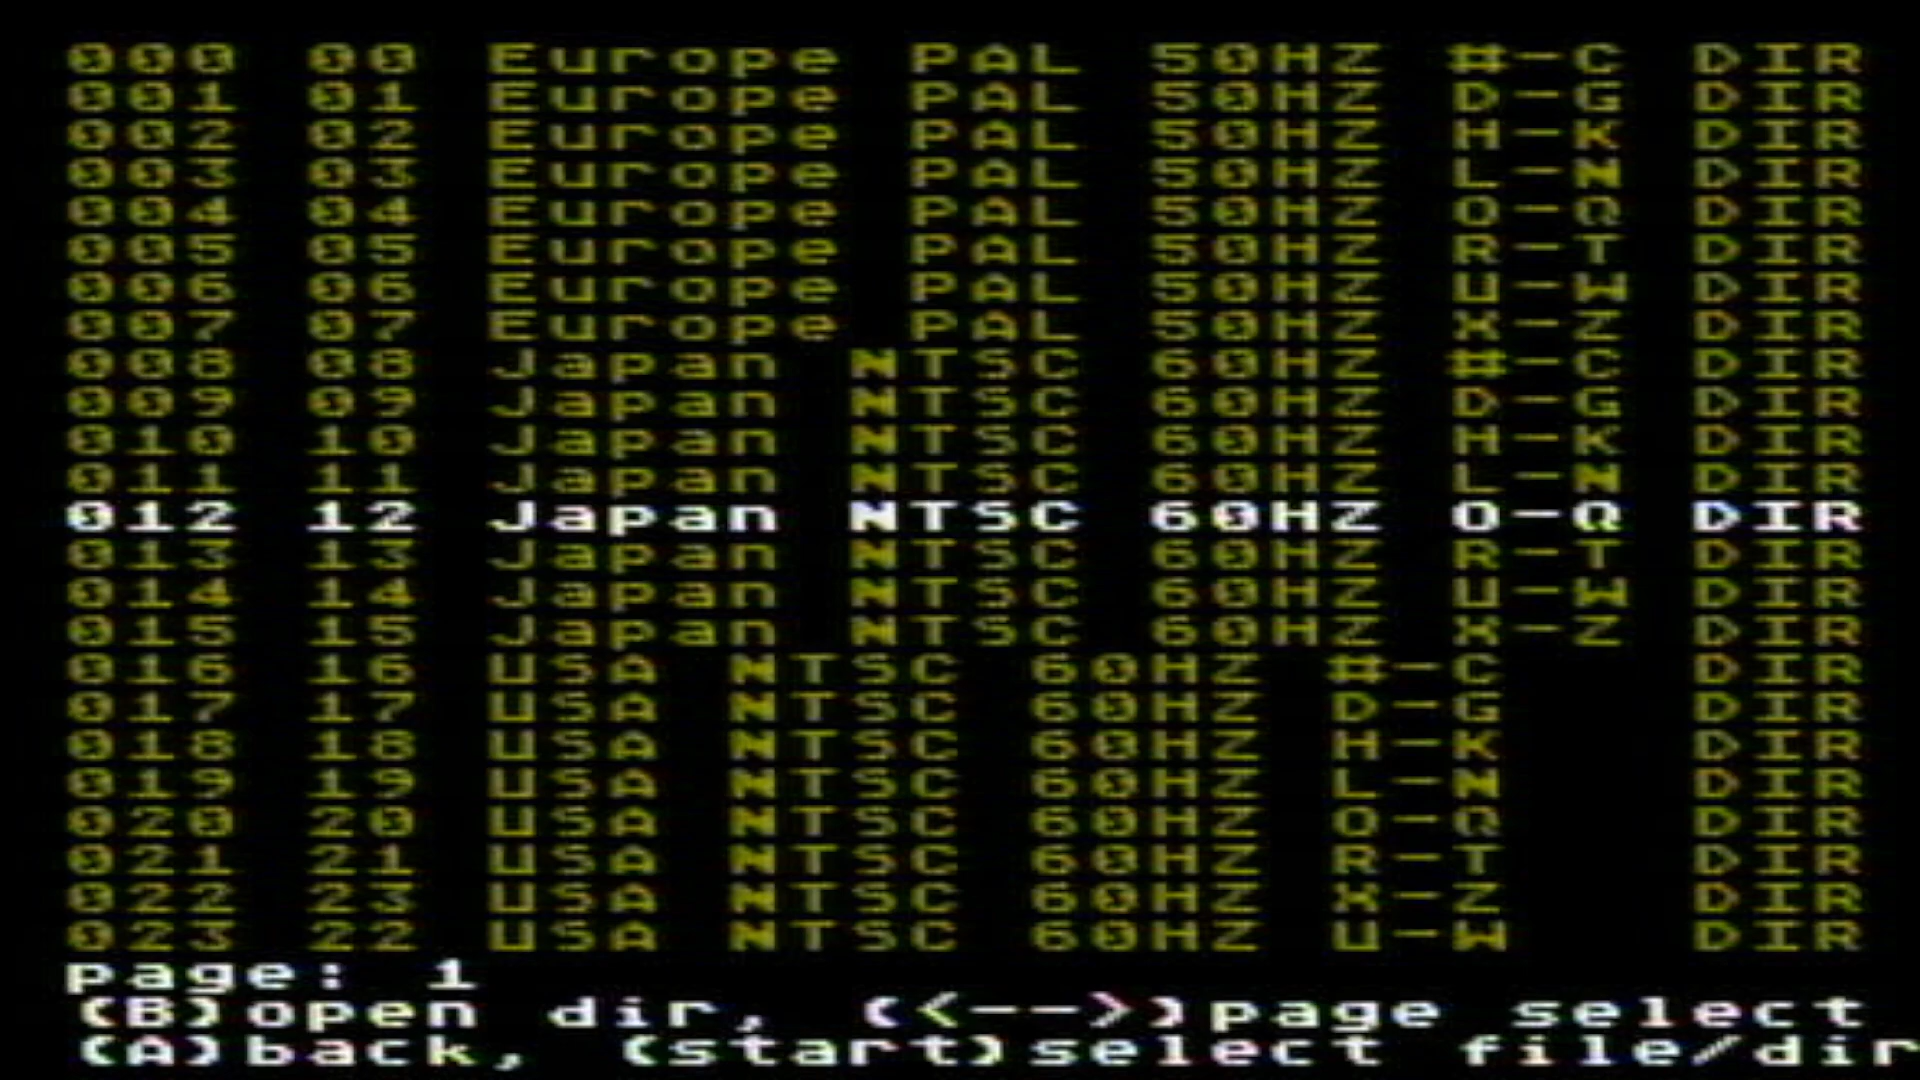 000 00 Europe PAL 50HZ #-C DIR
001 01 Europe PAL 50HZ D-G DIR
002 02 Europe PAL 50HZ H-K DIR
003 03 Europe PAL 50HZ L-N DIR
004 04 Europe PAL 50HZ O-Q DIR
005 05 Europe PAL 50HZ R-T DIR
006 06 Europe PAL 50HZ U-W DIR
007 07 Europe PAL 50HZ X-Z DIR
008 08 Japan NTSC 60HZ #-C DIR
009 09 Japan NTSC 60HZ D-G DIR
010 10 Japan NTSC 60HZ H-K DIR
011 11 Japan NTSC 60HZ L-N DIR
012 12 Japan NTSC 60HZ O-Q DIR
013 13 Japan NTSC 60HZ R-T DIR
014 14 Japan NTSC 60HZ U-W DIR
015 15 Japan NTSC 60HZ X-Z DIR
016 16 USA NTSC 60HZ #-C DIR
017 17 USA NTSC 60HZ D-G DIR
018 18 USA NTSC 60HZ H-K DIR
019 19 USA NTSC 60HZ L-N DIR
020 20 USA NTSC 60HZ O-Q DIR
021 21 USA NTSC 60HZ R-T DIR
022 23 USA NTSC 60HZ X-Z DIR
023 22 USA NTSC 60HZ U-W DIR
page: 1
(B)open dir, (<-->)page select
(A)back, (start)select file/dir